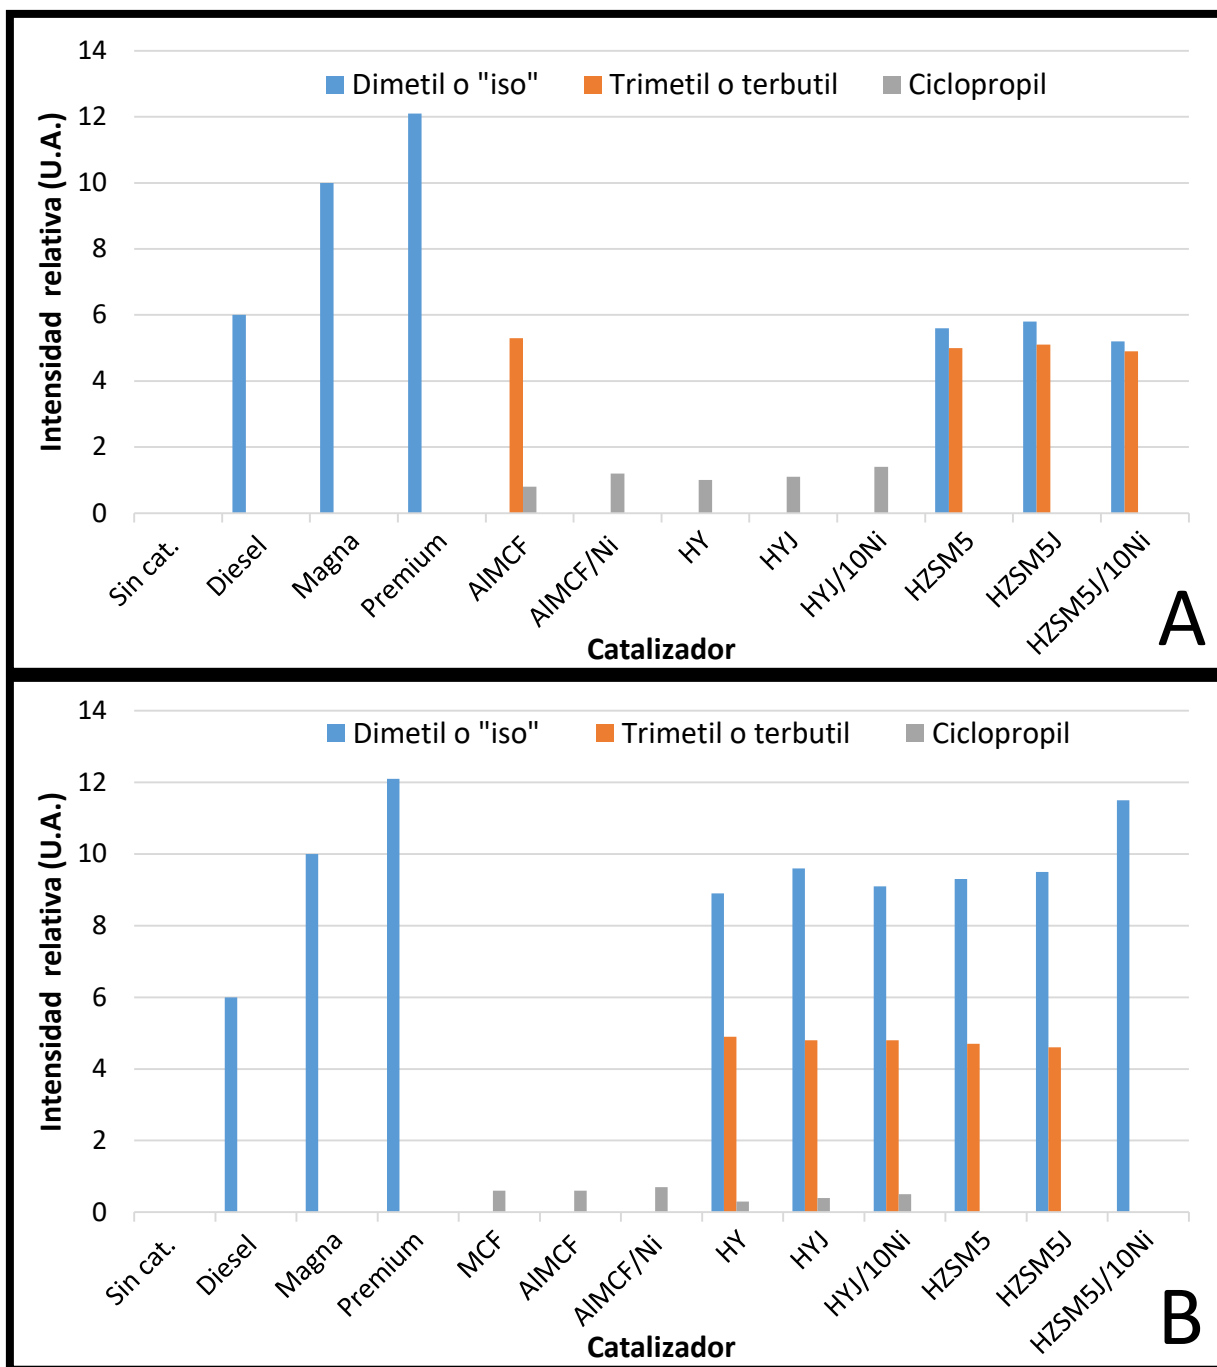 14
Dimetil o "iso" Trimetil o terbutil Ciclopropil
12
10
8
6
4
2
0
Intensidad relativa (U.A.)
Sin cat. Diesel Magna Premium AlMCF AlMCF/Ni HY HYJ HYJ/10Ni HZSM5 HZSM5J HZSM5J/10Ni
Catalizador
A
14
Dimetil o "iso" Trimetil o terbutil Ciclopropil
12
10
8
6
4
2
0
Intensidad relativa (U.A.)
Sin cat. Diesel Magna Premium MCF AlMCF AlMCF/Ni HY HYJ HYJ/10Ni HZSM5 HZSM5J HZSM5J/10Ni
Catalizador
B